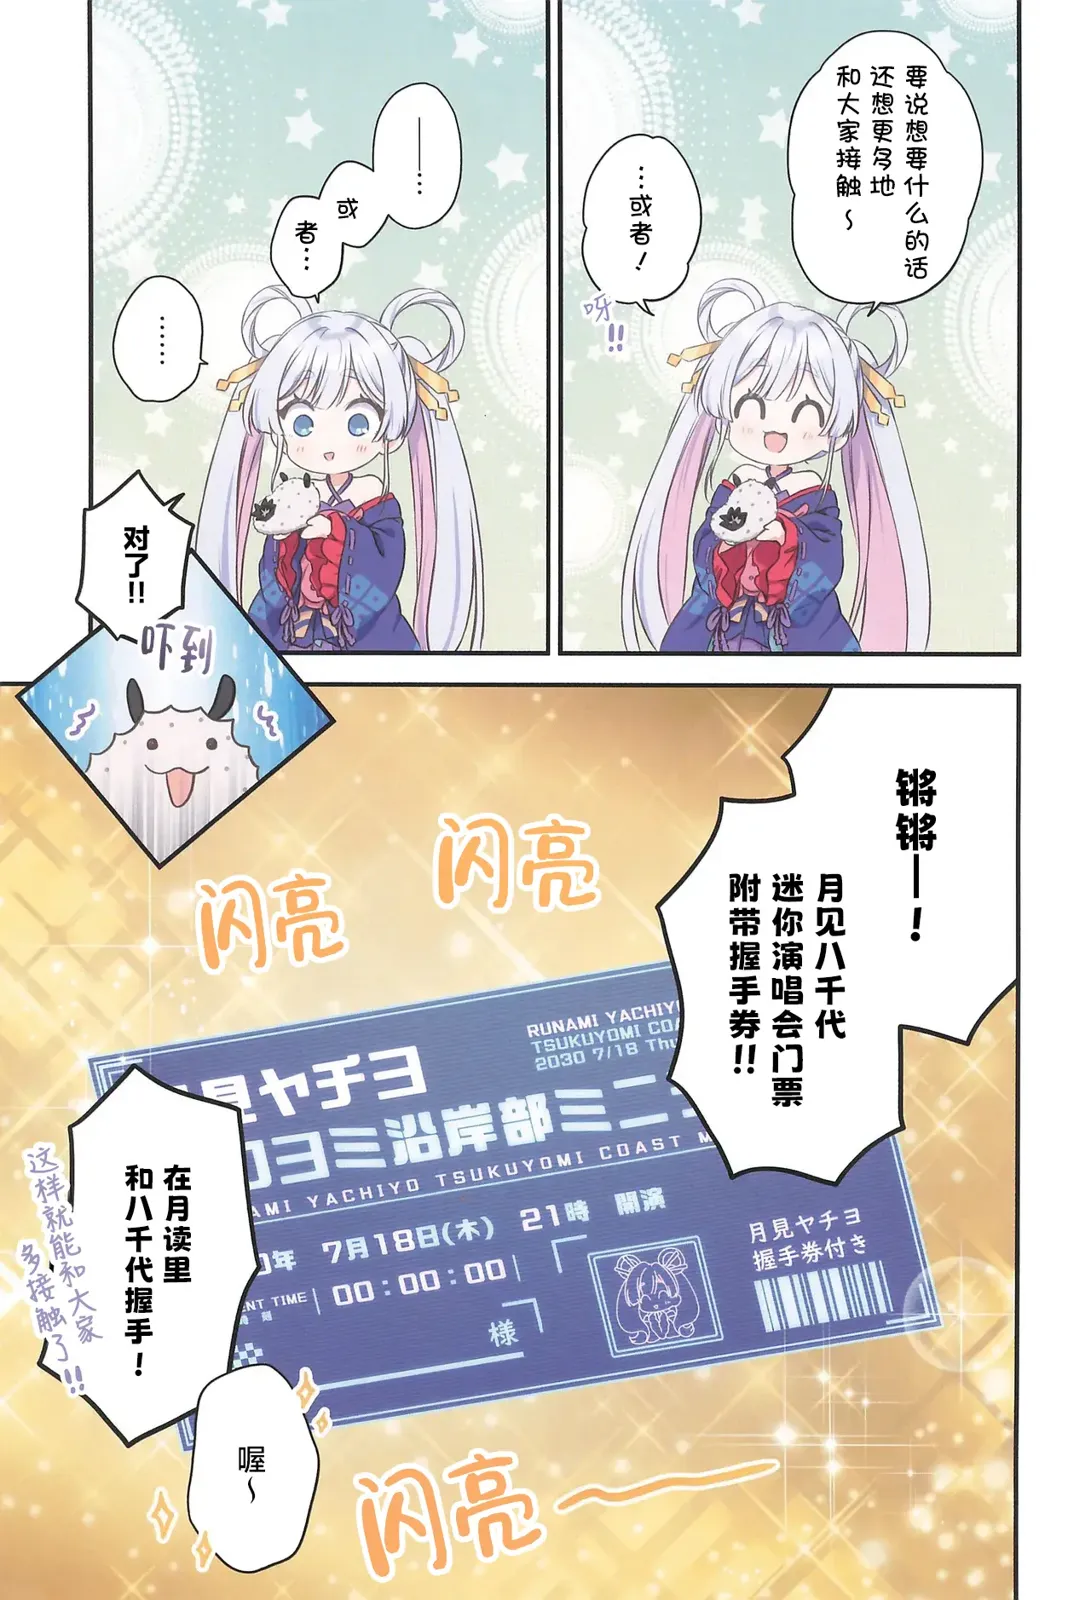 要说想要什么的话
还想更多地
和大家接触～
…或者！
呀!!
——…
或
者…
……
对了!!
吓到
锵锵—！
月见八千代
迷你演唱会门票
附带握手券!!
闪亮
闪亮
RUNAMI YACHIYO
TSUKUYOMI COA
2030 7/18 Thu
見ヤチヨ
ヨミ沿岸部ミニ
AMI YACHIYO TSUKUYOMI COAST M
年 7月18日(木) 21時 開演
ENT TIME
00:00:00
刻
様
月見ヤチヨ
握手券付き
在月读里
和八千代握手！
这样就能和大家
多接触了!!
喔～
闪亮～